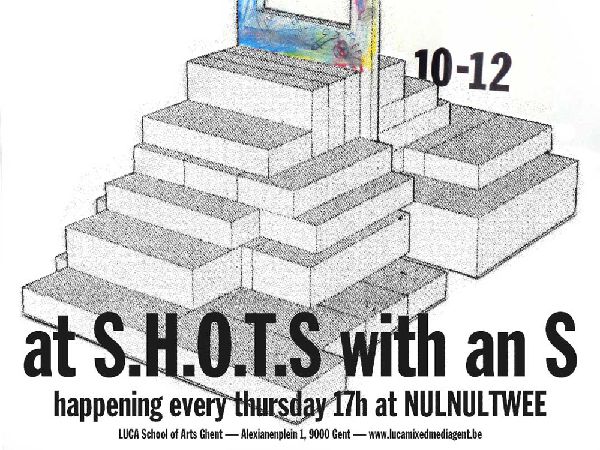 10-12
at S.H.O.T.S with an S
happening every thursday 17h at NULNULTWEE
LUCA School of Arts Ghent — Alexianenplein 1, 9000 Gent — www.lucamixedmediagent.be